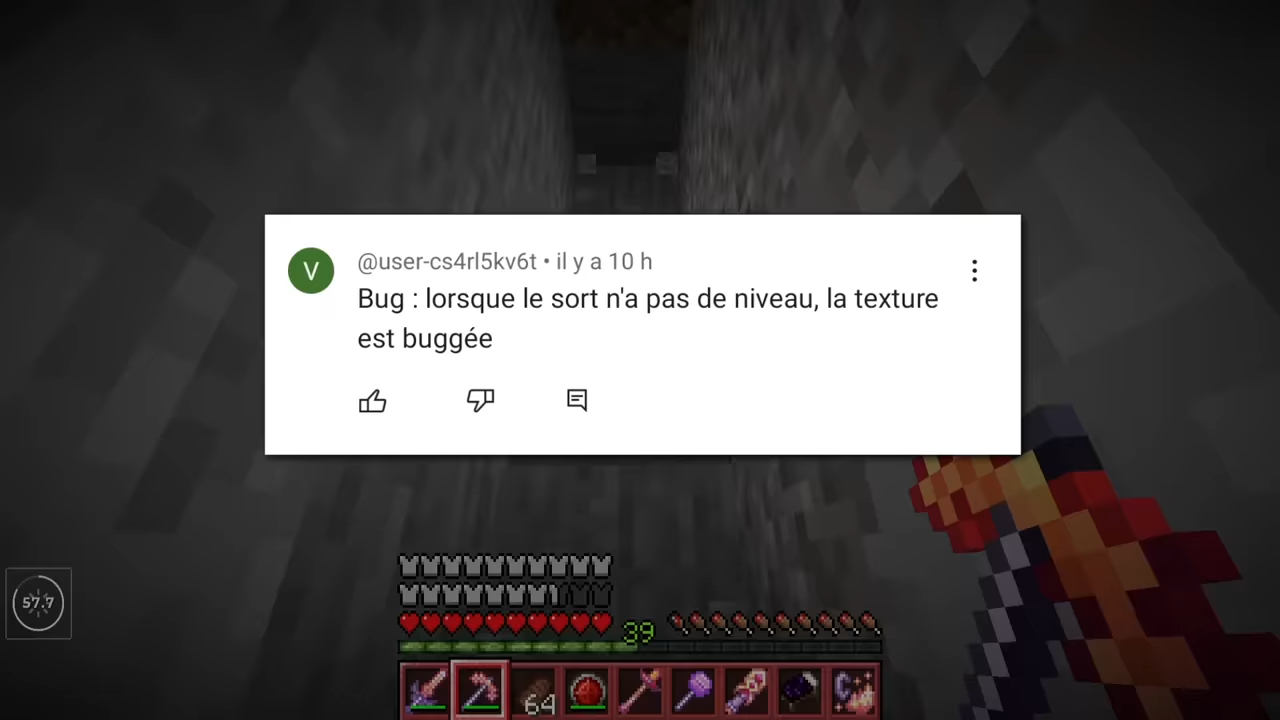 V
@user-cs4rl5kv6t • il y a 10 h
Bug : lorsque le sort n'a pas de niveau, la texture
est buggée
57.7
39
64